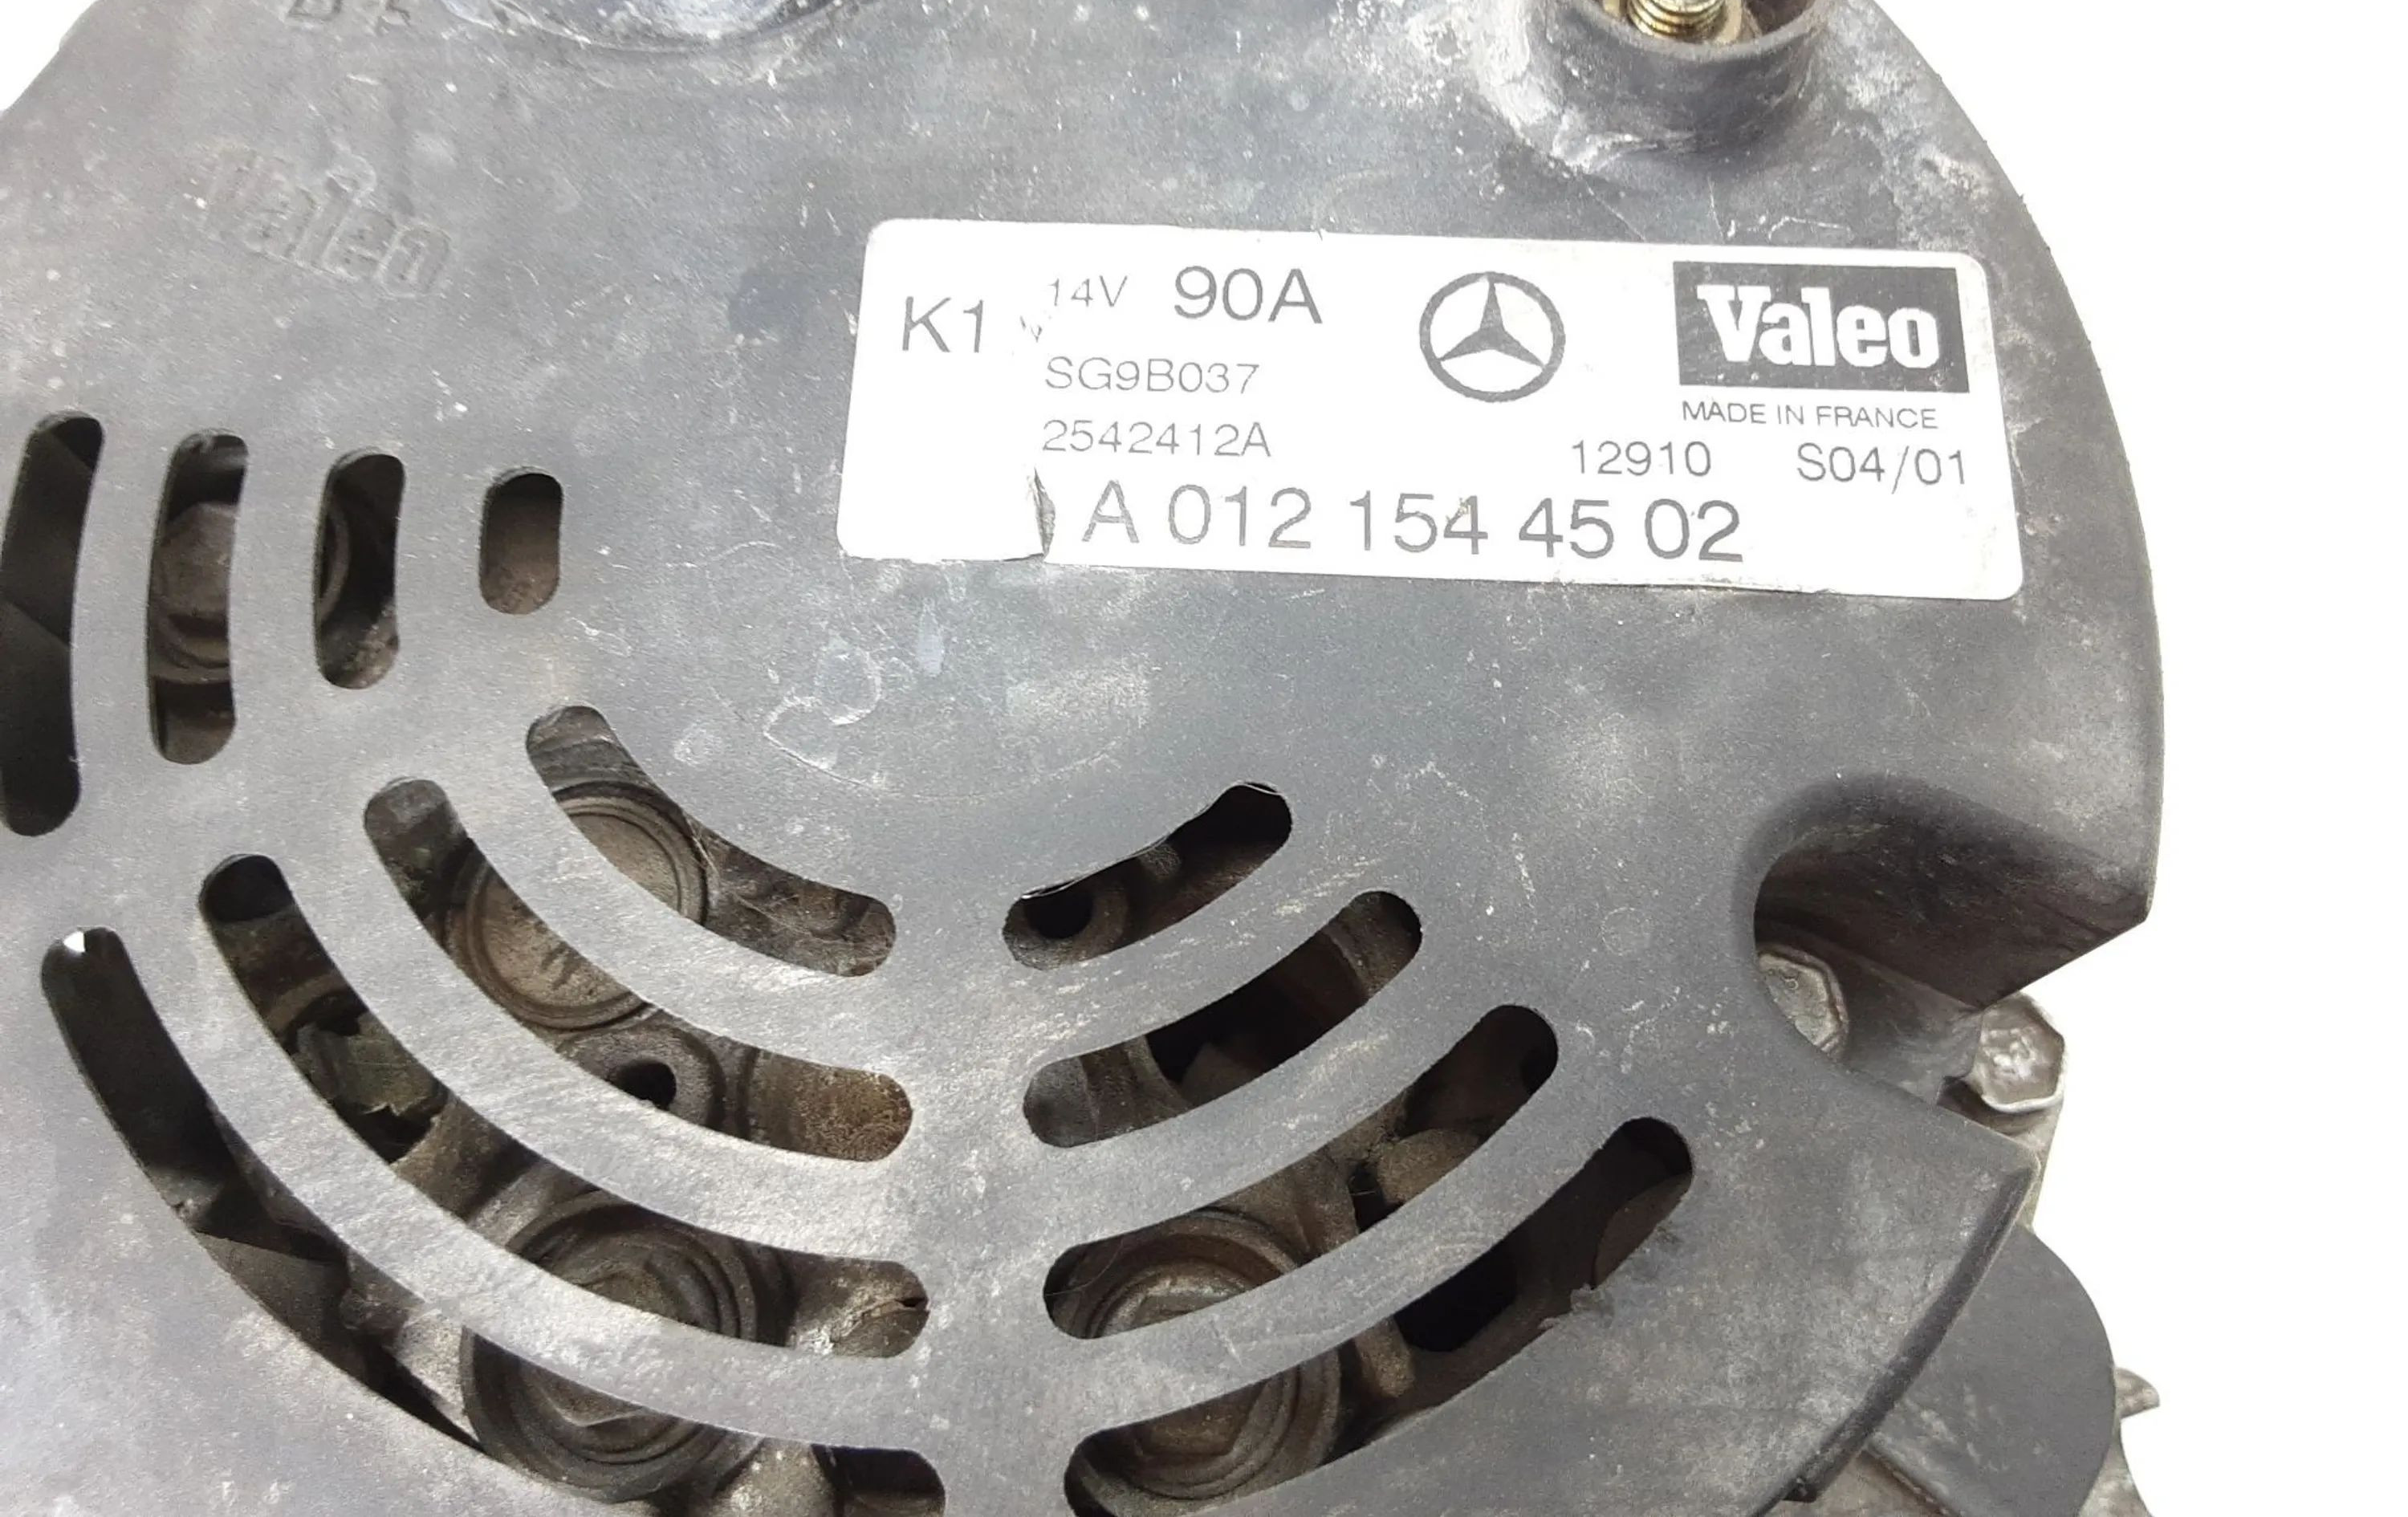 Valeo
K1 14V 90A
SG9B037
2542412A
A 012 154 45 02
Valeo
MADE IN FRANCE
12910 S04/01